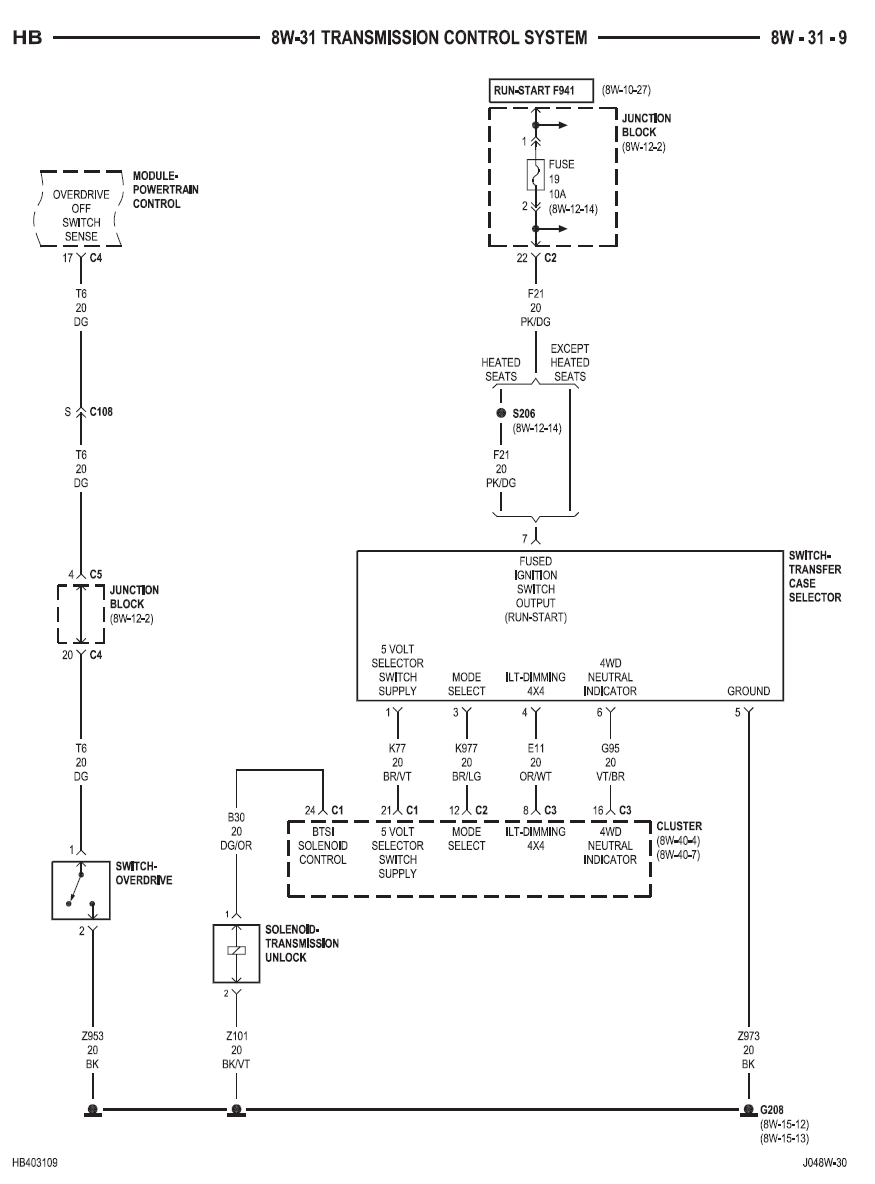 HB
8W-31 TRANSMISSION CONTROL SYSTEM
8W - 31 - 9
RUN-START F941
(8W-10-27)
JUNCTION
BLOCK
(8W-12-2)
1
FUSE
19
10A
(8W-12-14)
2
22
C2
F21
20
PK/DG
HEATED
SEATS
EXCEPT
HEATED
SEATS
S206
(8W-12-14)
F21
20
PK/DG
7
MODULE-
POWERTRAIN
CONTROL
OVERDRIVE
OFF
SWITCH
SENSE
17
C4
T6
20
DG
S
C108
T6
20
DG
4
C5
JUNCTION
BLOCK
(8W-12-2)
20
C4
T6
20
DG
1
SWITCH-
OVERDRIVE
2
Z953
20
BK
SWITCH-
TRANSFER
CASE
SELECTOR
FUSED
IGNITION
SWITCH
OUTPUT
(RUN-START)
5 VOLT
SELECTOR
SWITCH
SUPPLY
MODE
SELECT
ILT-DIMMING
4X4
4WD
NEUTRAL
INDICATOR
GROUND
1
3
4
6
5
K77
20
BR/VT
K977
20
BR/LG
E11
20
OR/WT
G95
20
VT/BR
24
C1
21
C1
12
C2
8
C3
16
C3
BTSI
SOLENOID
CONTROL
5 VOLT
SELECTOR
SWITCH
SUPPLY
MODE
SELECT
ILT-DIMMING
4X4
4WD
NEUTRAL
INDICATOR
CLUSTER
(8W-40-4)
(8W-40-7)
B30
20
DG/OR
1
SOLENOID-
TRANSMISSION
UNLOCK
2
Z101
20
BK/VT
Z973
20
BK
G208
(8W-15-12)
(8W-15-13)
HB403109
J048W-30